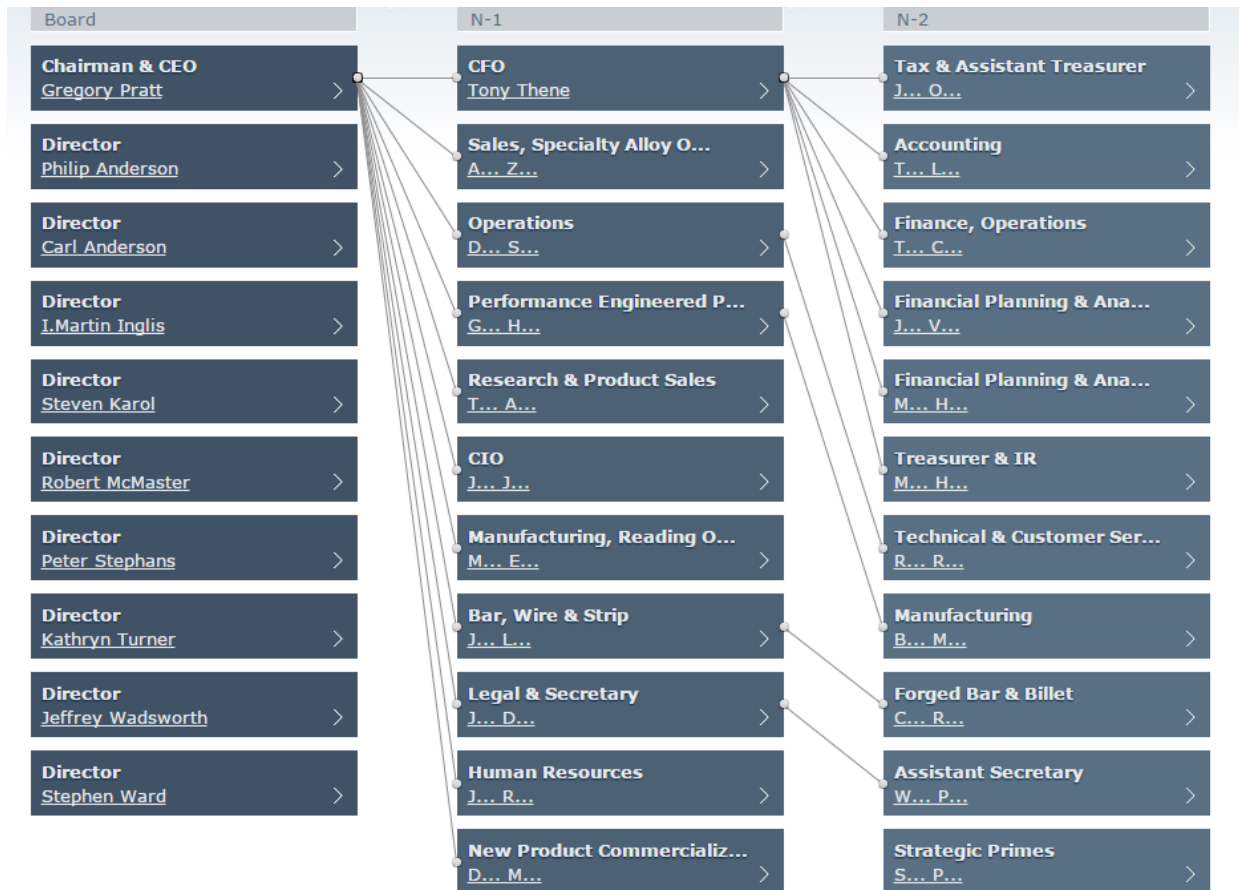 Board
Chairman & CEO
Gregory Pratt
Director
Philip Anderson
Director
Carl Anderson
Director
I.Martin Inglis
Director
Steven Karol
Director
Robert McMaster
Director
Peter Stephans
Director
Kathryn Turner
Director
Jeffrey Wadsworth
Director
Stephen Ward
N-1
CFO
Tony Thene
Sales, Specialty Alloy O...
A... Z...
Operations
D... S...
Performance Engineered P...
G... H...
Research & Product Sales
T... A...
CIO
J... J...
Manufacturing, Reading O...
M... E...
Bar, Wire & Strip
J... L...
Legal & Secretary
J... D...
Human Resources
J... R...
New Product Commercializ...
D... M...
N-2
Tax & Assistant Treasurer
J... O...
Accounting
T... L...
Finance, Operations
T... C...
Financial Planning & Ana...
J... V...
Financial Planning & Ana...
M... H...
Treasurer & IR
M... H...
Technical & Customer Ser...
R... R...
Manufacturing
B... M...
Forged Bar & Billet
C... R...
Assistant Secretary
W... P...
Strategic Primes
S... P...